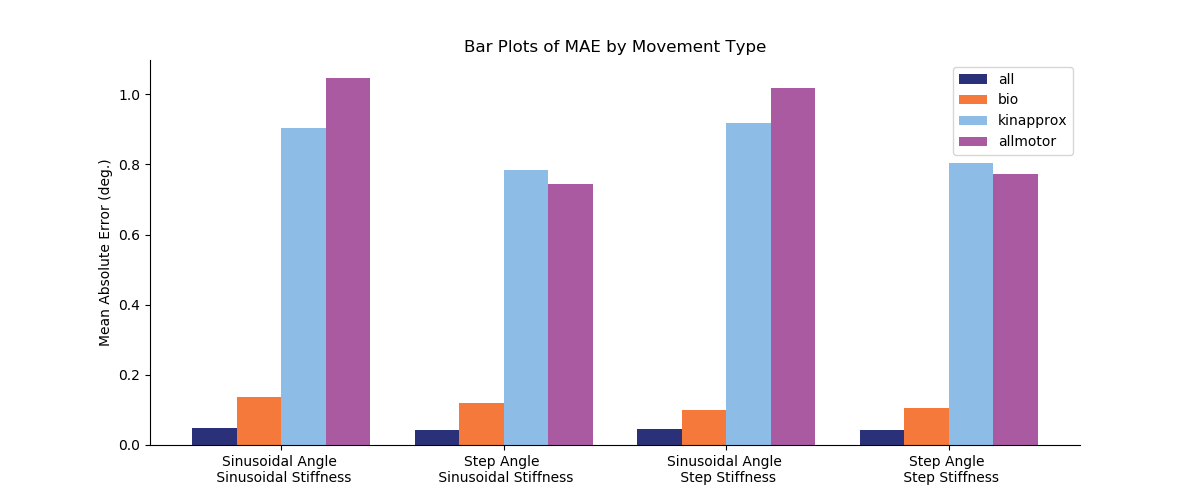 Bar Plots of MAE by Movement Type
all
bio
kinapprox
allmotor
Mean Absolute Error (deg.)
1.0
0.8
0.6
0.4
0.2
0.0
Sinusoidal Angle
Sinusoidal Stiffness
Step Angle
Sinusoidal Stiffness
Sinusoidal Angle
Step Stiffness
Step Angle
Step Stiffness